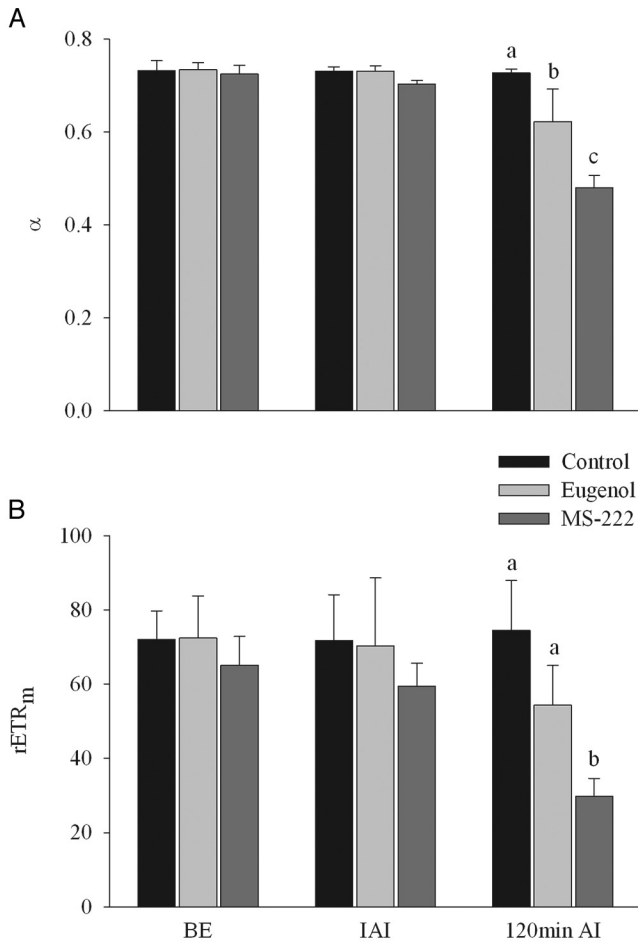 A
0.8
0.6
0.4
0.2
0.0
α
a
b
c
Control
Eugenol
MS-222
B
100
80
60
40
20
0
rETRm
a
a
b
BE IAI 120min AI